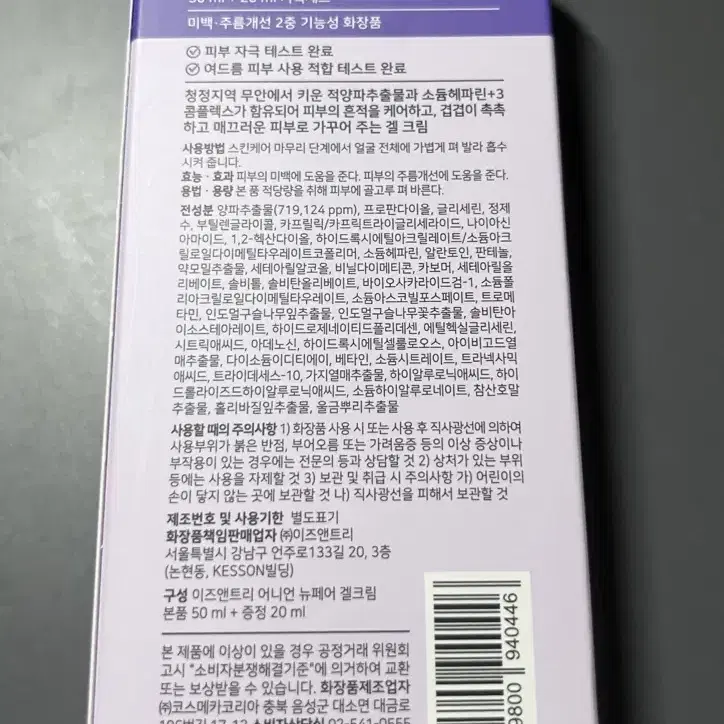 미백·주름개선 2중 기능성 화장품
피부 자극 테스트 완료
여드름 피부 사용 적합 테스트 완료
청정지역 무안에서 키운 적양파추출물과 소듐헤파린+3
콤플렉스가 함유되어 피부의 흔적을 케어하고, 겹겹이 촉촉
하고 매끄러운 피부로 가꾸어 주는 겔 크림
사용방법 스킨케어 마무리 단계에서 얼굴 전체에 가볍게 펴 발라 흡수
시켜 줍니다.
효능·효과 피부의 미백에 도움을 준다. 피부의 주름개선에 도움을 준다.
용법·용량 본 품 적당량을 취해 피부에 골고루 펴 바른다.
전성분 양파추출물(719,124 ppm), 프로판다이올, 글리세린, 정제
수, 부틸렌글라이콜, 카프릴릭/카프릭트라이글리세라이드, 나이아신
아마이드, 1,2-헥산다이올, 하이드록시에틸아크릴레이트/소듐아크
릴로일다이메틸타우레이트코폴리머, 소듐헤파린, 알란토인, 판테놀,
약모밀추출물, 세테아릴알코올, 비닐다이메티콘, 카보머, 세테아릴올
리베이트, 솔비톨, 솔비탄올리베이트, 바이오사카라이드검-1, 소듐폴
리아크릴로일다이메틸타우레이트, 소듐아스코빌포스페이트, 트로메
타민, 인도멀구슬나무잎추출물, 인도멀구슬나무꽃추출물, 솔비탄아
이소스테아레이트, 하이드로제네이티드폴리데센, 에틸헥실글리세린,
시트릭애씨드, 아데노신, 하이드록시에틸셀룰로오스, 아이비고드열
매추출물, 다이소듐이디티에이, 베타인, 소듐시트레이트, 트라넥사믹
애씨드, 트라이데세스-10, 가지열매추출물, 하이알루로닉애씨드, 하이
드롤라이즈드하이알루로닉애씨드, 소듐하이알루로네이트, 참산호말
추출물, 홀리바질잎추출물, 울금뿌리추출물
사용할 때의 주의사항 1) 화장품 사용 시 또는 사용 후 직사광선에 의하여
사용부위가 붉은 반점, 부어오름 또는 가려움증 등의 이상 증상이나
부작용이 있는 경우에는 전문의 등과 상담할 것 2) 상처가 있는 부위
등에는 사용을 자제할 것 3) 보관 및 취급 시 주의사항 가) 어린이의
손이 닿지 않는 곳에 보관할 것 나) 직사광선을 피해서 보관할 것
제조번호 및 사용기한 별도표기
화장품책임판매업자 ㈜이즈앤트리
서울특별시 강남구 언주로133길 20, 3층
(논현동, KESSON빌딩)
구성 이즈앤트리 어니언 뉴페어 겔크림
본품 50 ml + 증정 20 ml
본 제품에 이상이 있을 경우 공정거래 위원회
고시 "소비자분쟁해결기준"에 의거하여 교환
또는 보상받을 수 있습니다. 화장품제조업자
㈜코스메카코리아 충북 음성군 대소면 대금로
소비자상담실 02-541-0555
9800 940446